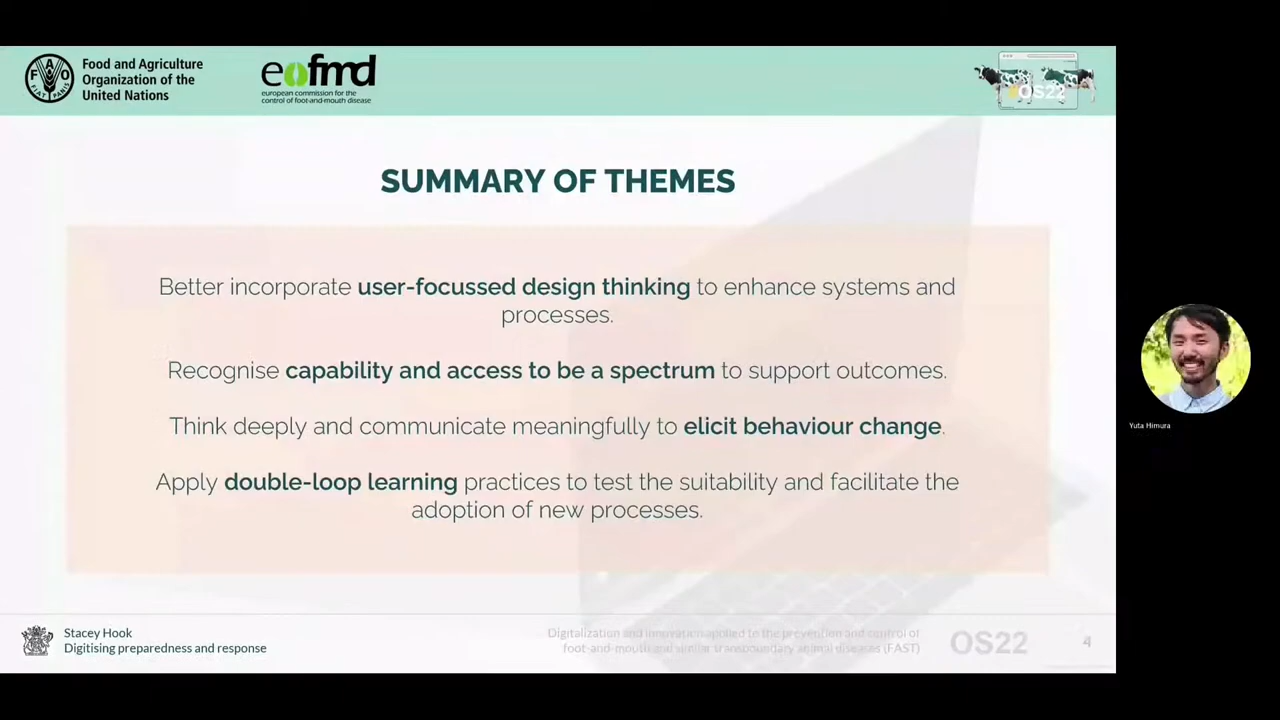 Food and Agriculture
Organization of the
United Nations
FAO
FIAT PANIS
eofmd
european commission for the
control of foot-and-mouth disease
#OS22
SUMMARY OF THEMES
Better incorporate user-focussed design thinking to enhance systems and
processes.
Recognise capability and access to be a spectrum to support outcomes.
Think deeply and communicate meaningfully to elicit behaviour change.
Apply double-loop learning practices to test the suitability and facilitate the
adoption of new processes.
Yuta Himura
Stacey Hook
Digitising preparedness and response
Digitalization and innovation applied to the prevention and control of
foot-and-mouth and similar transboundary animal diseases (FAST)
OS22
4